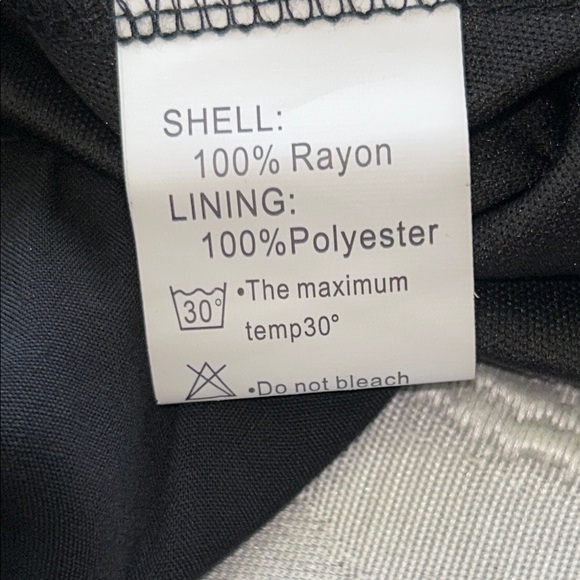 SHELL:
100% Rayon
LINING:
100%Polyester
30° •The maximum
temp30°
•Do not bleach